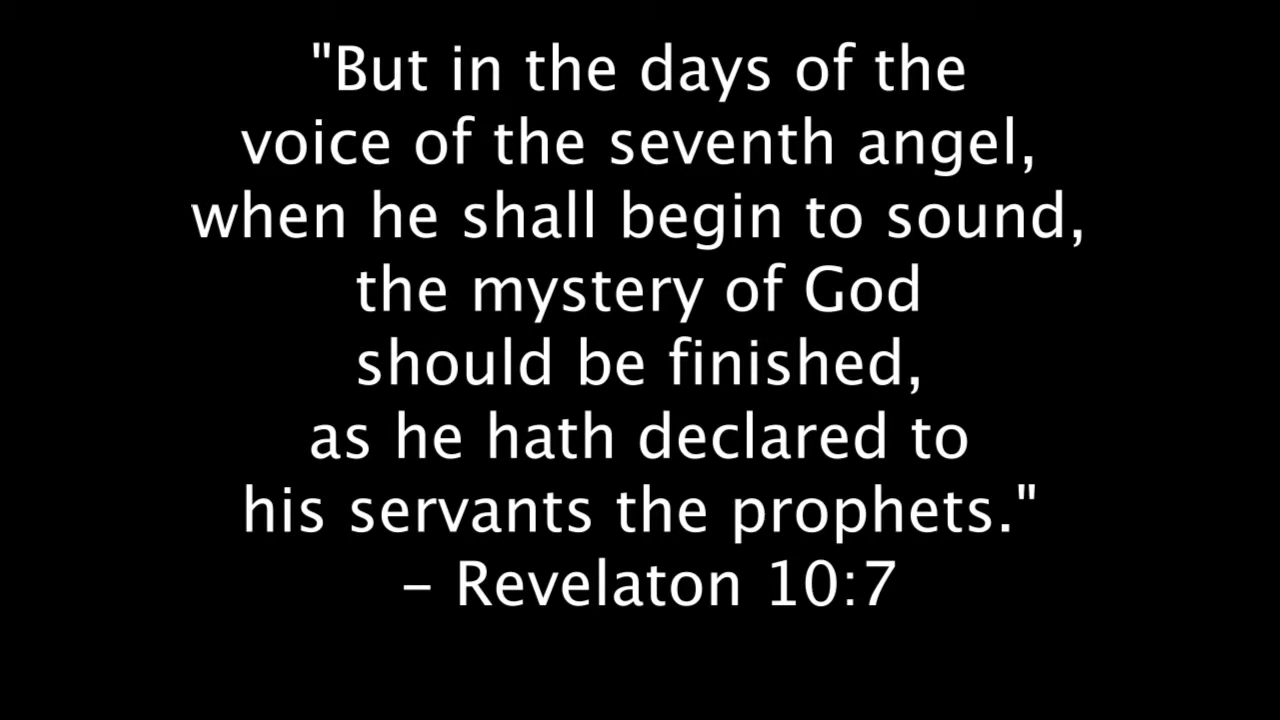 "But in the days of the
voice of the seventh angel,
when he shall begin to sound,
the mystery of God
should be finished,
as he hath declared to
his servants the prophets."
– Revelaton 10:7